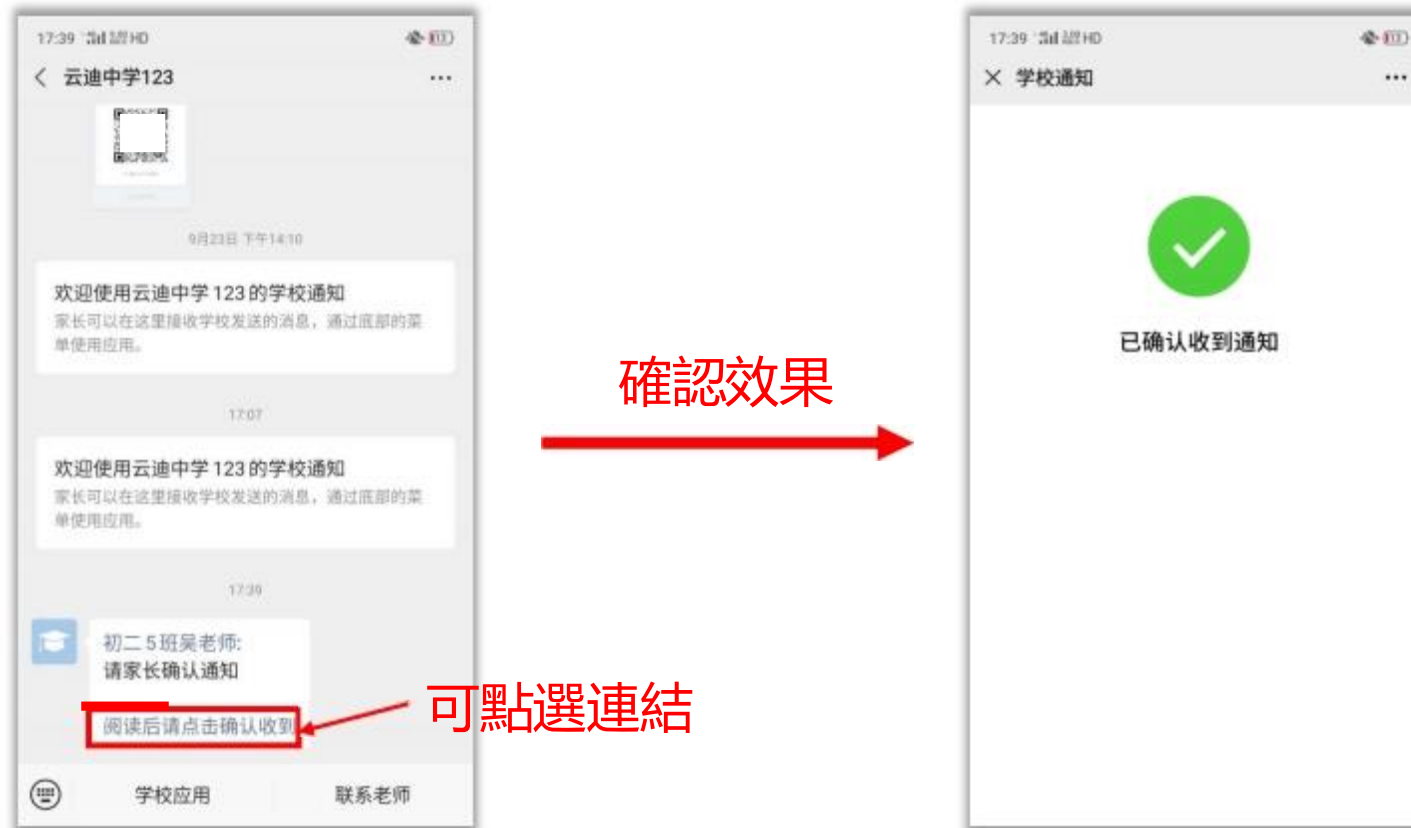 17:39
HD
云迪中学123
9月23日 下午14:10
欢迎使用云迪中学 123 的学校通知
家长可以在这里接收学校发送的消息，通过底部的菜
单使用应用。
17:07
欢迎使用云迪中学 123 的学校通知
家长可以在这里接收学校发送的消息，通过底部的菜
单使用应用。
17:39
初二 5 班吴老师:
请家长确认通知
阅读后请点击确认收到
学校应用
联系老师
確認效果
可點選連結
17:39
HD
学校通知
已确认收到通知